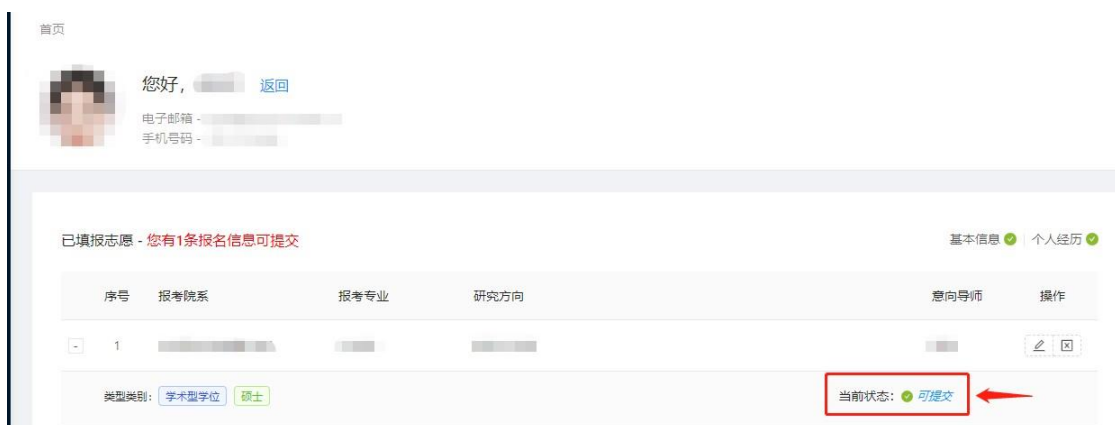 首页
您好， 返回
电子邮箱 -
手机号码 -
已填报志愿 - 您有1条报名信息可提交 基本信息 个人经历
序号 报考院系 报考专业 研究方向 意向导师 操作
- 1
类型类别： 学术型学位 硕士 当前状态： 可提交